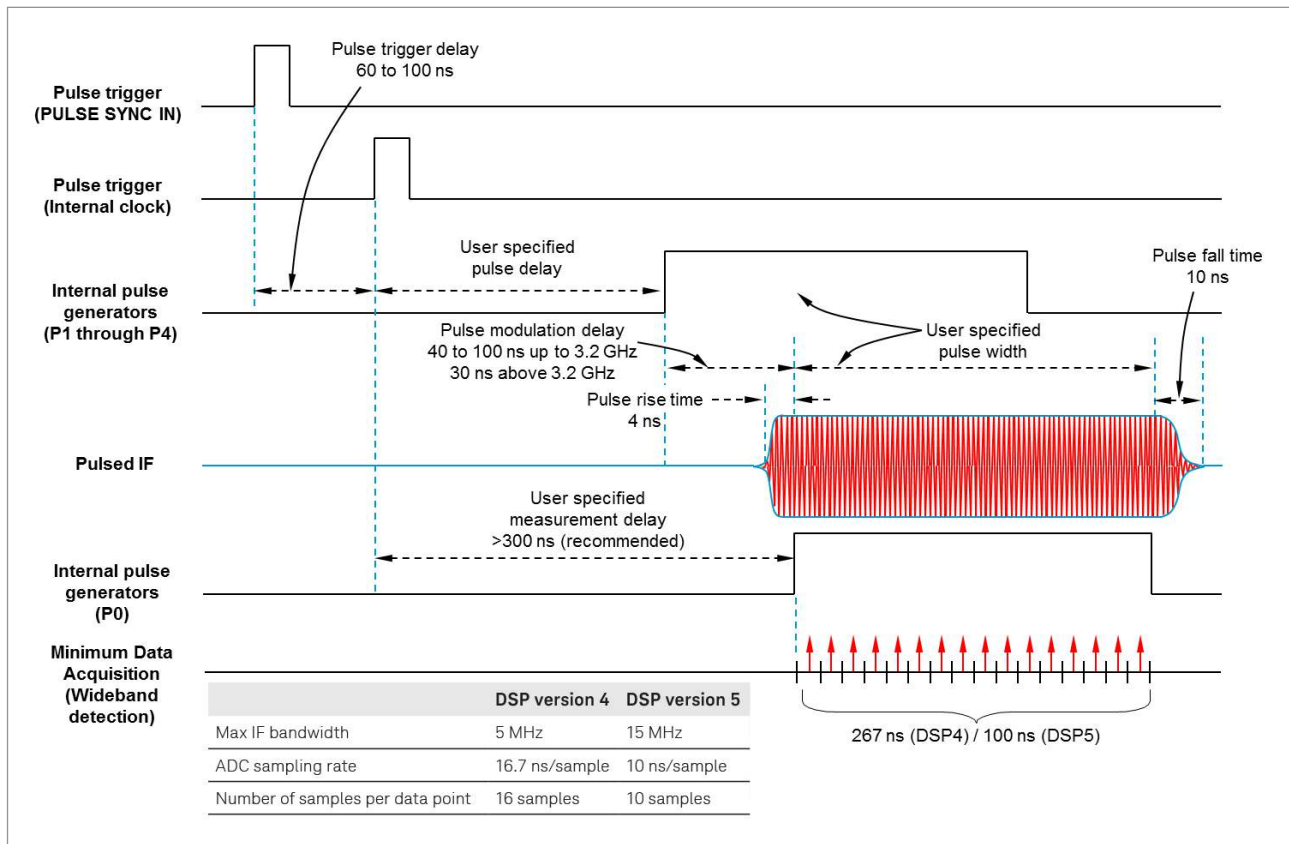 Pulse trigger delay
60 to 100 ns
Pulse trigger
(PULSE SYNC IN)
Pulse trigger
(Internal clock)
User specified
pulse delay
Pulse fall time
10 ns
Internal pulse
generators
(P1 through P4)
Pulse modulation delay
40 to 100 ns up to 3.2 GHz
30 ns above 3.2 GHz
User specified
pulse width
Pulse rise time
4 ns
Pulsed IF
User specified
measurement delay
>300 ns (recommended)
Internal pulse
generators
(P0)
Minimum Data
Acquisition
(Wideband
detection)
DSP version 4 DSP version 5
Max IF bandwidth 5 MHz 15 MHz
ADC sampling rate 16.7 ns/sample 10 ns/sample
Number of samples per data point 16 samples 10 samples
267 ns (DSP4) / 100 ns (DSP5)